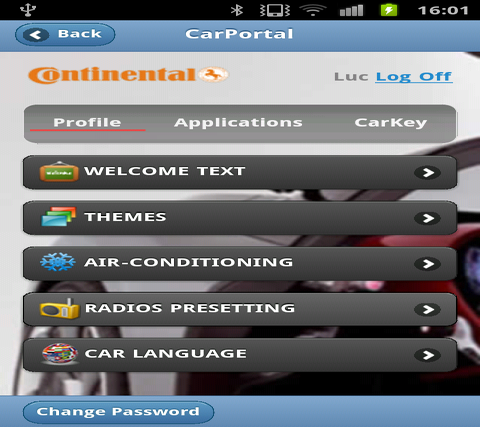 16:01
Back
CarPortal
Continental
Luc Log Off
Profile Applications CarKey
Welcome
WELCOME TEXT
THEMES
AIR-CONDITIONING
RADIOS PRESETTING
CAR LANGUAGE
Change Password